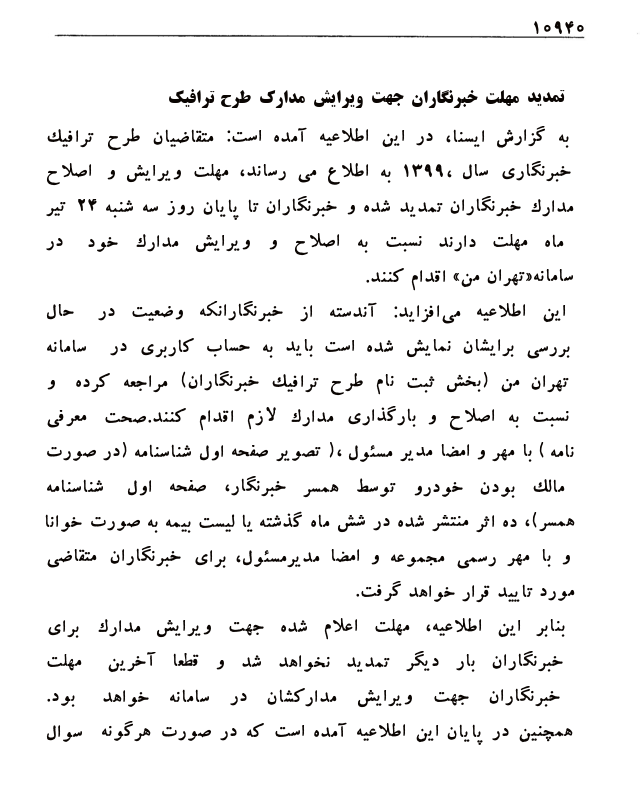 ۱۰۹۴۰
تمدید مهلت خبرنگاران جهت ویرایش مدارک طرح ترافیک
به گزارش ایسنا، در این اطلاعیه آمده است: متقاضیان طرح ترافیك
خبرنگاری سال ،۱۳۹۹ به اطلاع می رساند، مهلت ویرایش و اصلاح
مدارك خبرنگاران تمدید شده و خبرنگاران تا پایان روز سه شنبه ۲۴ تیر
ماه مهلت دارند نسبت به اصلاح و ویرایش مدارك خود در
سامانه«تهران من» اقدام کنند.
این اطلاعیه می‌افزاید: آندسته از خبرنگارانکه وضعیت در حال
بررسی برایشان نمایش شده است باید به حساب کاربری در سامانه
تهران من (بخش ثبت نام طرح ترافیك خبرنگاران) مراجعه کرده و
نسبت به اصلاح و بارگذاری مدارك لازم اقدام کنند.صحت معرفی
نامه ) با مهر و امضا مدیر مسئول ،( تصویر صفحه اول شناسنامه (در صورت
مالك بودن خودرو توسط همسر خبرنگار، صفحه اول شناسنامه
همسر)، ده اثر منتشر شده در شش ماه گذشته یا لیست بیمه به صورت خوانا
و با مهر رسمی مجموعه و امضا مدیرمسئول، برای خبرنگاران متقاضی
مورد تایید قرار خواهد گرفت.
بنابر این اطلاعیه، مهلت اعلام شده جهت ویرایش مدارك برای
خبرنگاران بار دیگر تمدید نخواهد شد و قطعا آخرین مهلت
خبرنگاران جهت ویرایش مدارکشان در سامانه خواهد بود.
همچنین در پایان این اطلاعیه آمده است که در صورت هرگونه سوال